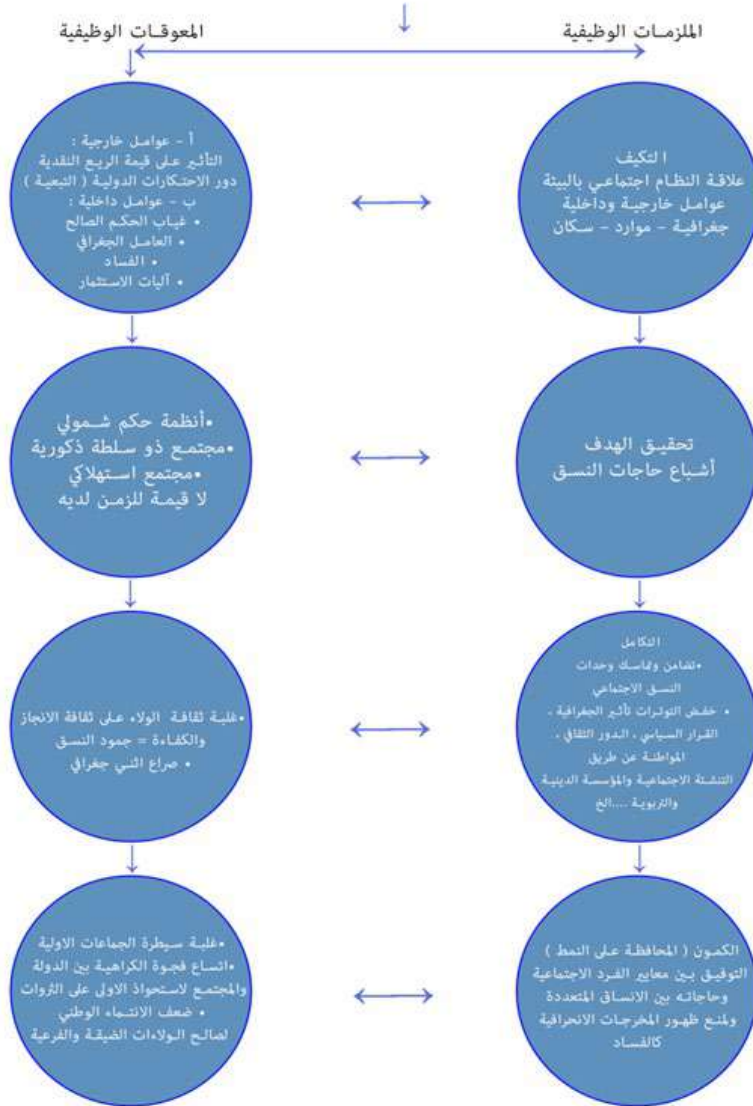 الملزمات الوظيفية
المعوقات الوظيفية
التكيف
علاقة النظام اجتماعي بالبيئة
عوامل خارجية وداخلية
جغرافية – موارد – سكان
أ – عوامل خارجية :
التأثير على قيمة الريع النقدية
دور الاحتكارات الدولية ( التبعية )
ب – عوامل داخلية :
• غياب الحكم الصالح
• العامل الجغرافي
• الفساد
• آليات الاستثمار
تحقيق الهدف
أشباع حاجات النسق
•أنظمة حكم شمولي
•مجتمع ذو سلطة ذكورية
•مجتمع استهلاكي
لا قيمة للزمن لديه
التكامل
•تضامن وتماسك وحدات
النسق الاجتماعي
• خفض التوترات تأثير الجغرافية ،
القرار السياسي ، الدور الثقافي ،
المواطنة عن طريق
التنشئة الاجتماعية والمؤسسة الدينية
والتربوية ....الخ
•غلبة ثقافة الولاء على ثقافة الانجاز
والكفاءة = جمود النسق
• صراع اثني جغرافي
الكمون ( المحافظة على النمط )
التوفيق بين معايير الفرد الاجتماعية
وحاجاته بين الانساق المتعددة
ولمنع ظهور المخرجات الانحرافية
كالفساد
•غلبة سيطرة الجماعات الاولية
•اتساع فجوة الكراهية بين الدولة
والمجتمع لاستحواذ الاولى على الثروات
• ضعف الانتماء الوطني
لصالح الولاءات الضيقة والفرعية